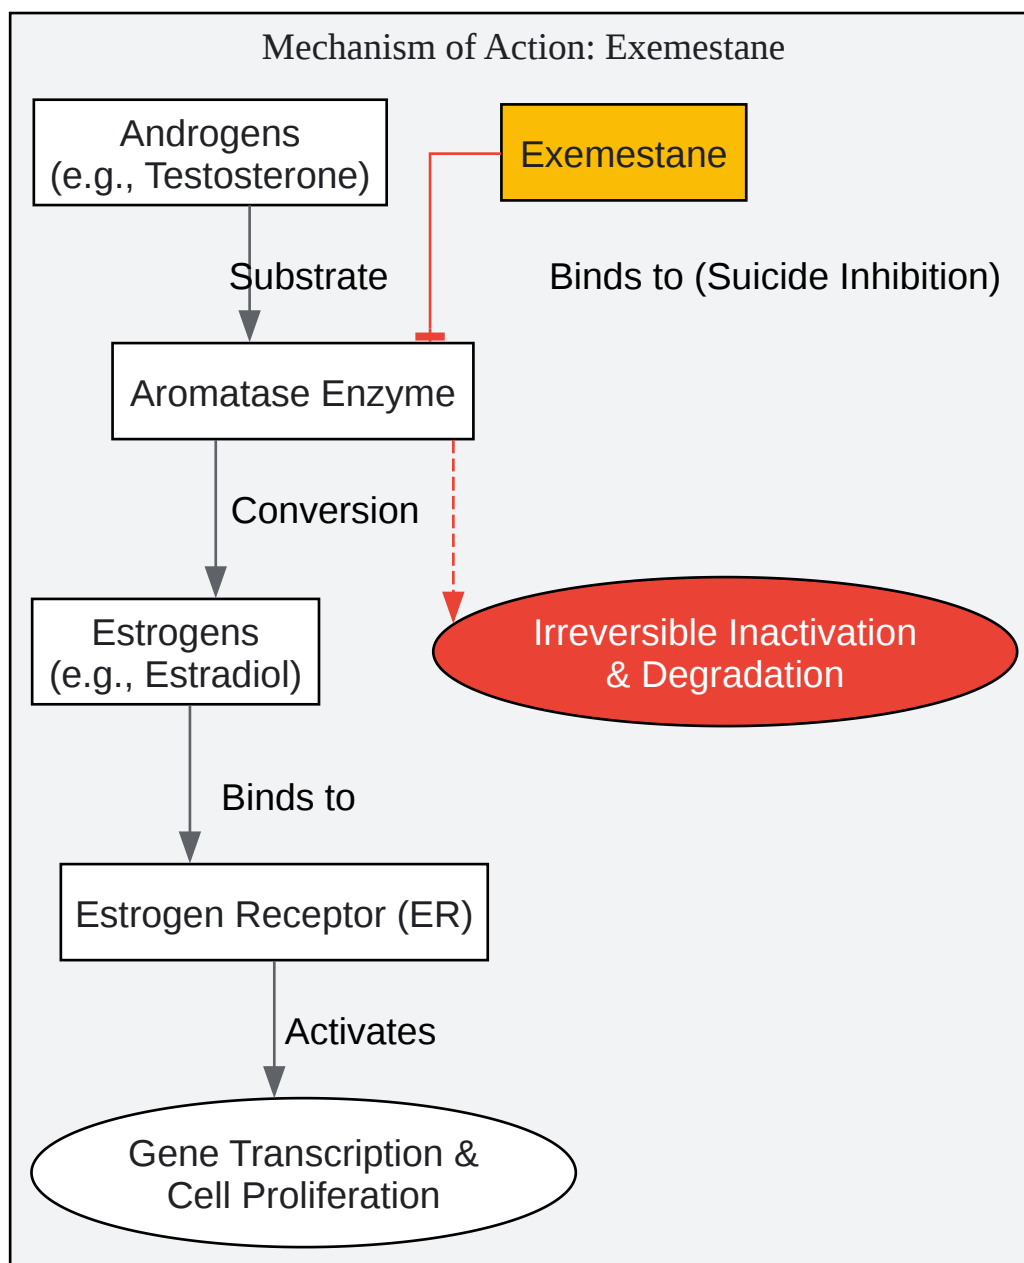 Mechanism of Action: Exemestane
Androgens
(e.g., Testosterone)
Exemestane
Substrate
Binds to (Suicide Inhibition)
Aromatase Enzyme
Conversion
Estrogens
(e.g., Estradiol)
Irreversible Inactivation
& Degradation
Binds to
Estrogen Receptor (ER)
Activates
Gene Transcription &
Cell Proliferation